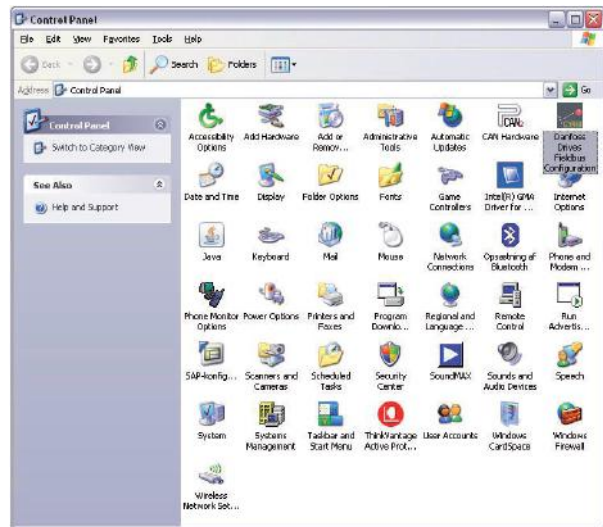 Control Panel
File Edit View Favorites Tools Help
Back Search Folders
Address Control Panel Go
Control Panel
Switch to Category View
See Also
Help and Support
Accessibility
Options
Add Hardware
Add or
Remov...
Administrative
Tools
Automatic
Updates
CAN Hardware
Danfoss
Drives
Fieldbus
Configuration
Date and Time
Display
Folder Options
Fonts
Game
Controllers
Intel(R) GMA
Driver for ...
Internet
Options
Java
Keyboard
Mail
Mouse
Network
Connections
Opsætning af
Bluetooth
Phone and
Modem ...
Phone Monitor
Options
Power Options
Printers and
Faxes
Program
Downlo...
Regional and
Language ...
Remote
Control
Run
Advertis...
SAP-konfig...
Scanners and
Cameras
Scheduled
Tasks
Security
Center
SoundMAX
Sounds and
Audio Devices
Speech
System
Systems
Management
Taskbar and
Start Menu
ThinkVantage
Active Prot...
User Accounts
Windows
CardSpace
Windows
Firewall
Wireless
Network Set...